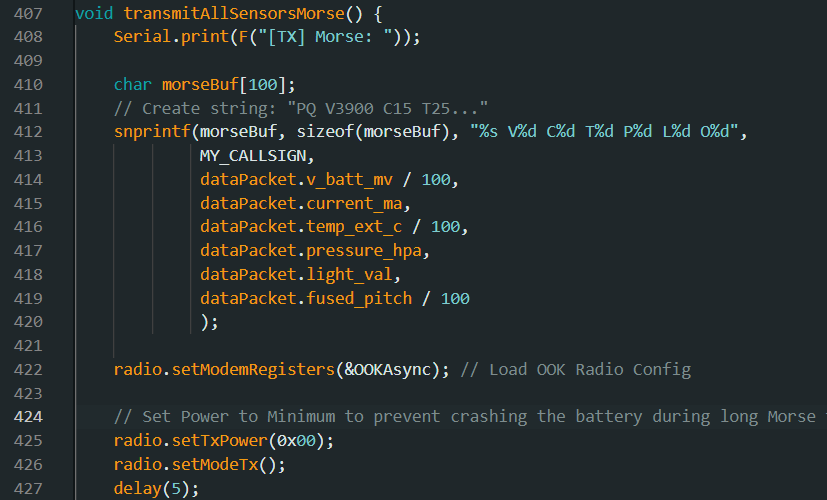 407 void transmitAllSensorsMorse() {
408 Serial.print(F("[TX] Morse: "));
409
410 char morseBuf[100];
411 // Create string: "PQ V3900 C15 T25..."
412 snprintf(morseBuf, sizeof(morseBuf), "%s V%d C%d T%d P%d L%d O%d",
413 MY_CALLSIGN,
414 dataPacket.v_batt_mv / 100,
415 dataPacket.current_ma,
416 dataPacket.temp_ext_c / 100,
417 dataPacket.pressure_hpa,
418 dataPacket.light_val,
419 dataPacket.fused_pitch / 100
420 );
421
422 radio.setModemRegisters(&OOKAsync); // Load OOK Radio Config
423
424 // Set Power to Minimum to prevent crashing the battery during long Morse
425 radio.setTxPower(0x00);
426 radio.setModeTx();
427 delay(5);